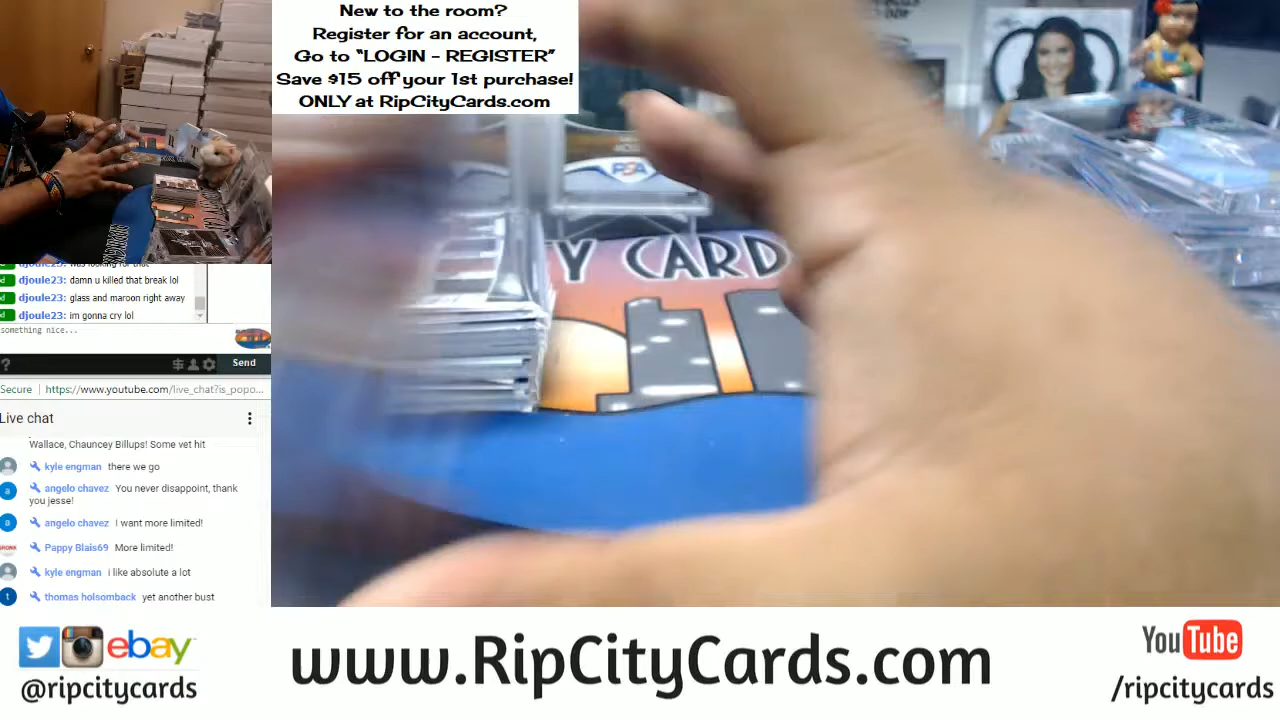 New to the room?
Register for an account,
Go to “LOGIN - REGISTER”
Save $15 off your 1st purchase!
ONLY at RipCityCards.com
PSA
Y CARD
djoule23: was looking for that
djoule23: damn u killed that break lol
djoule23: glass and maroon right away
djoule23: im gonna cry lol
something nice...
Send
Secure https://www.youtube.com/live_chat?is_popo...
Live chat
Wallace, Chauncey Billups! Some vet hit
kyle engman there we go
angelo chavez You never disappoint, thank
you jesse!
angelo chavez I want more limited!
Pappy Blais69 More limited!
kyle engman i like absolute a lot
thomas holsomback yet another bust
ebay
@ripcitycards
www.RipCityCards.com
YouTube
/ripcitycards